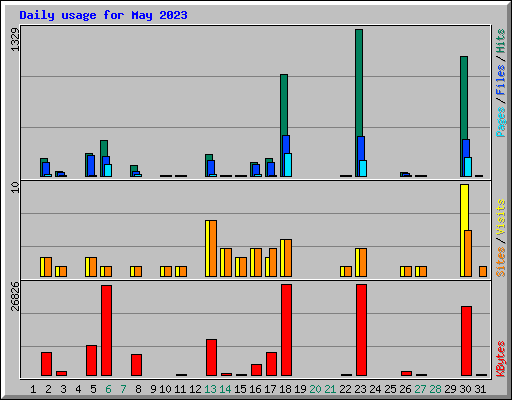 Daily usage for May 2023
1329
Pages / Files / Hits
10
Sites / Visits
26826
KBytes
1 2 3 4 5 6 7 8 9 10 11 12 13 14 15 16 17 18 19 20 21 22 23 24 25 26 27 28 29 30 31